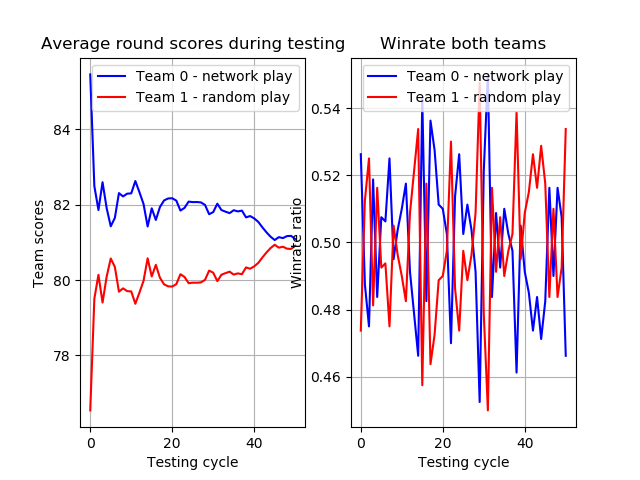 Average round scores during testing
Team 0 - network play
Team 1 - random play
84
82
80
78
Team scores
0
20
40
Testing cycle
Winrate both teams
Team 0 - network play
Team 1 - random play
0.54
0.52
0.50
0.48
0.46
Winrate ratio
0
20
40
Testing cycle